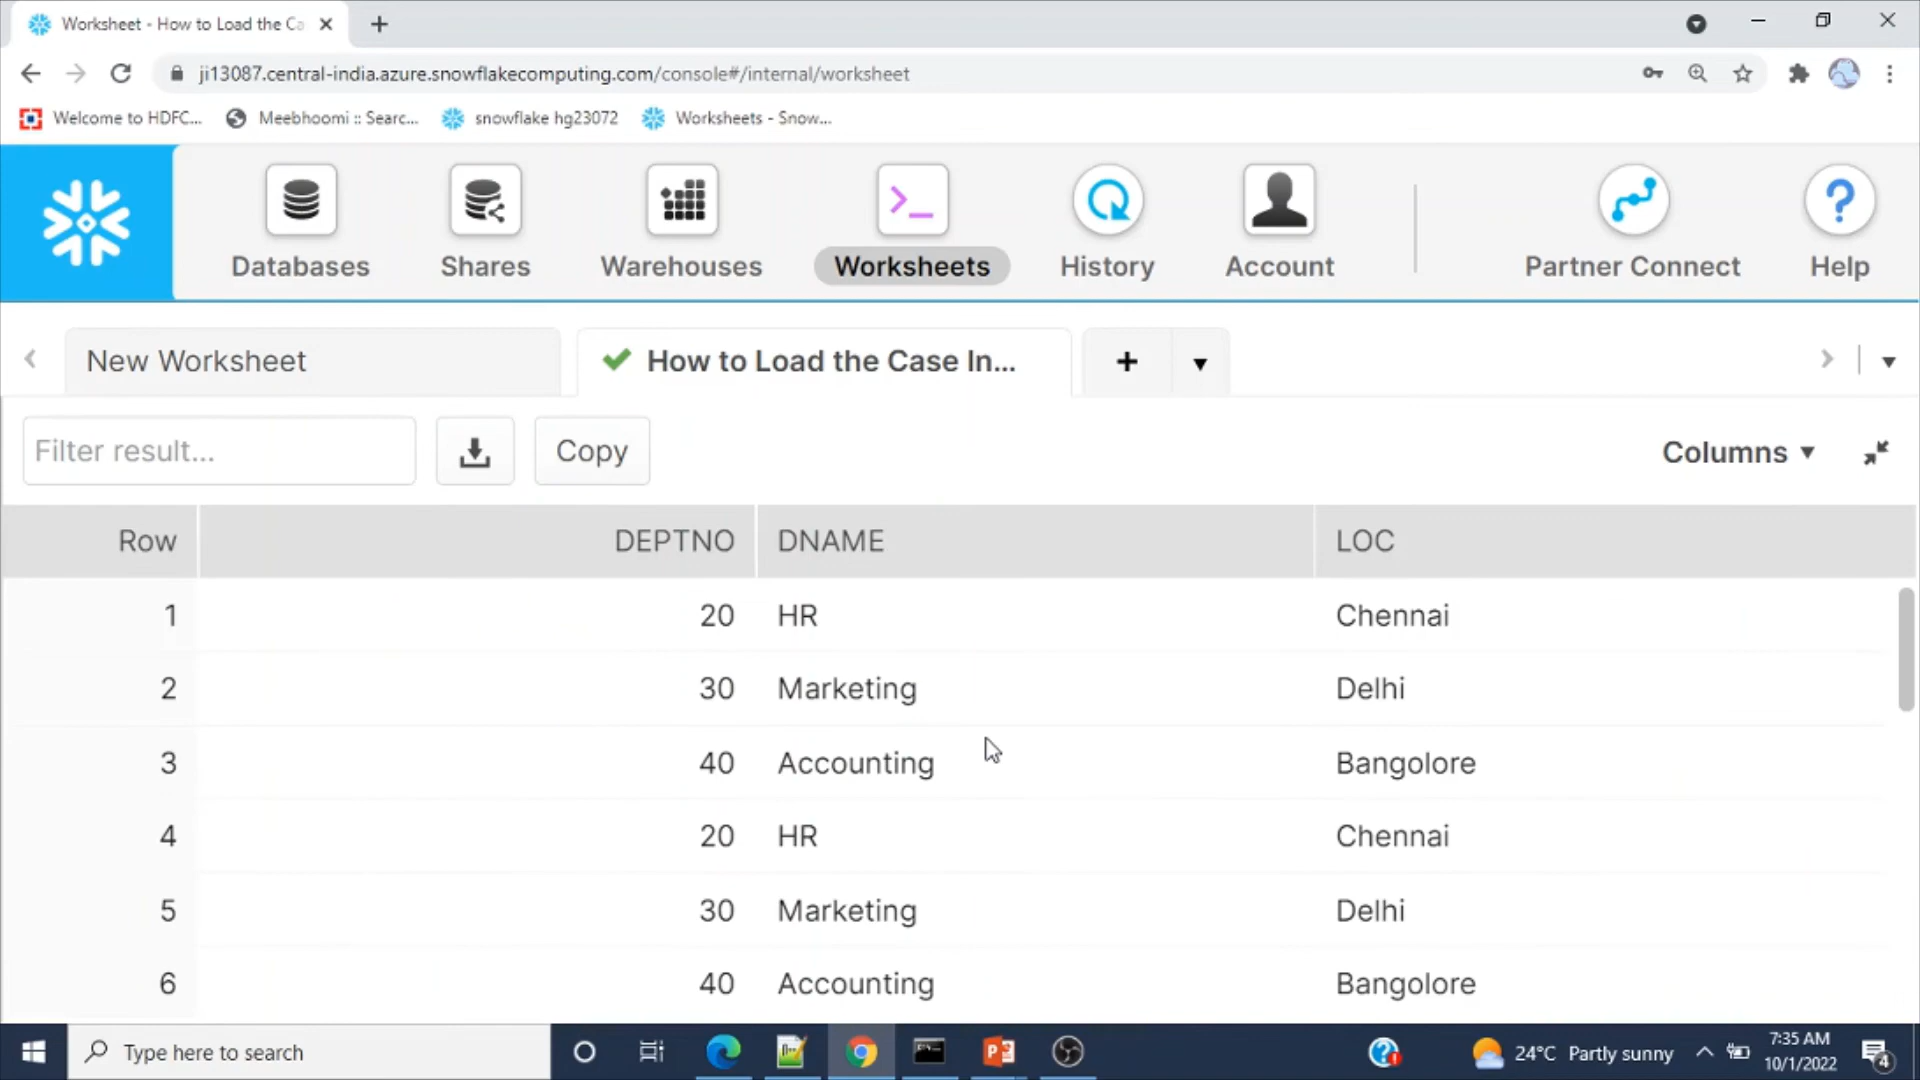 Worksheet - How to Load the Ca
ji13087.central-india.azure.snowflakecomputing.com/console#/internal/worksheet
Welcome to HDFC... Meebhoomi :: Searc... snowflake hg23072 Worksheets - Snow...
Databases Shares Warehouses Worksheets History Account Partner Connect Help
New Worksheet How to Load the Case In... +
Filter result... Copy Columns
Row DEPTNO DNAME LOC
1 20 HR Chennai
2 30 Marketing Delhi
3 40 Accounting Bangolore
4 20 HR Chennai
5 30 Marketing Delhi
6 40 Accounting Bangolore
Type here to search 24°C Partly sunny 7:35 AM
10/1/2022 4